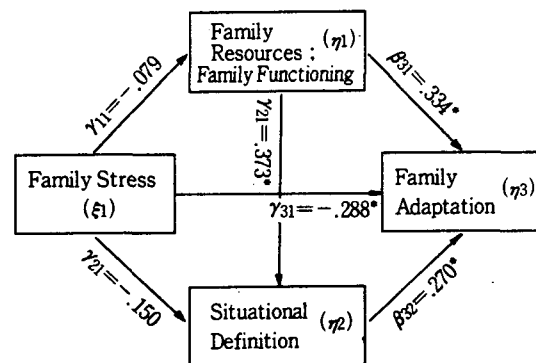 Family (η1)
Resources :
Family Functioning
γ11=-.079
β31=.334*
γ21=.373*
Family Stress
(ξ1)
Family (η3)
Adaptation
γ31=-.288*
γ21=-.150
Situational (η2)
Definition
β32=.270*